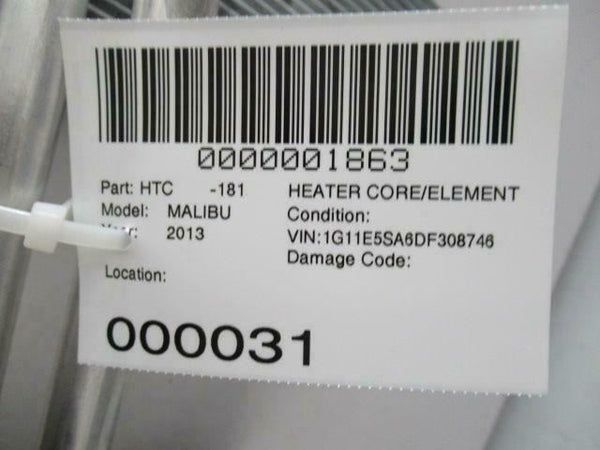 0000001863
Part: HTC -181 HEATER CORE/ELEMENT
Model: MALIBU Condition:
2013 VIN:1G11E5SA6DF308746
Damage Code:
Location:
000031